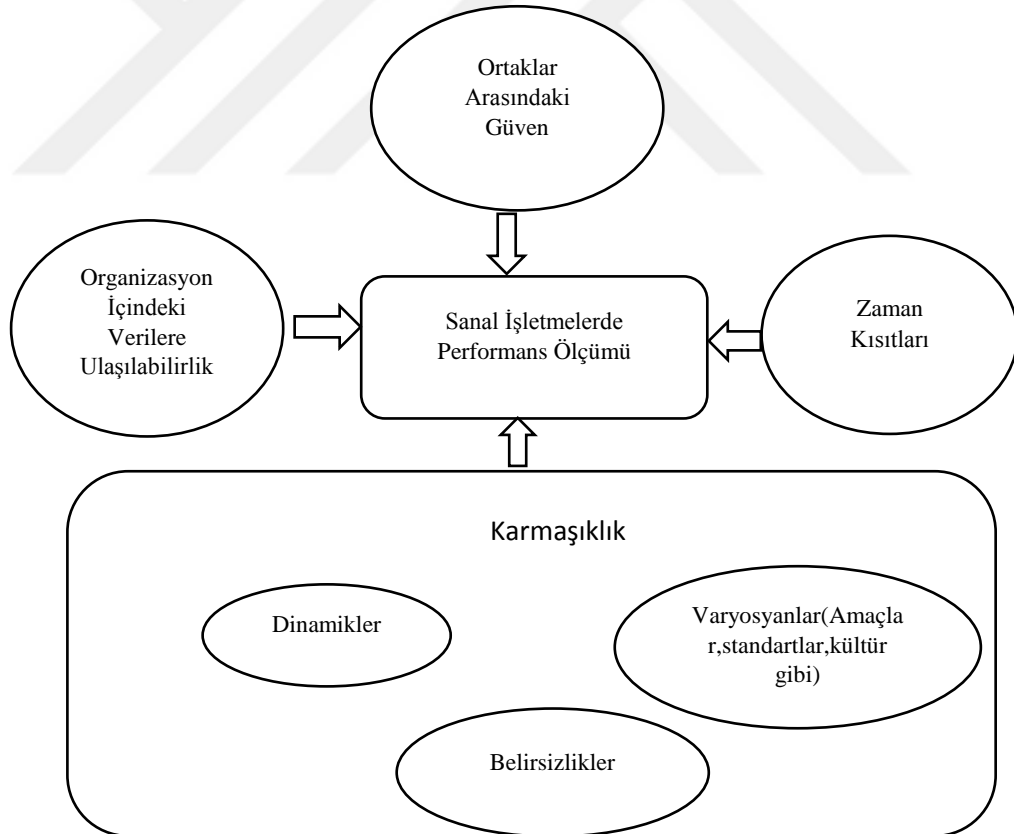 Ortaklar
Arasındaki
Güven
Organizasyon
İçindeki
Verilere
Ulaşılabilirlik
Sanal İşletmelerde
Performans Ölçümü
Zaman
Kısıtları
Karmaşıklık
Dinamikler
Varyosyanlar(Amaçla
r,standartlar,kültür
gibi)
Belirsizlikler